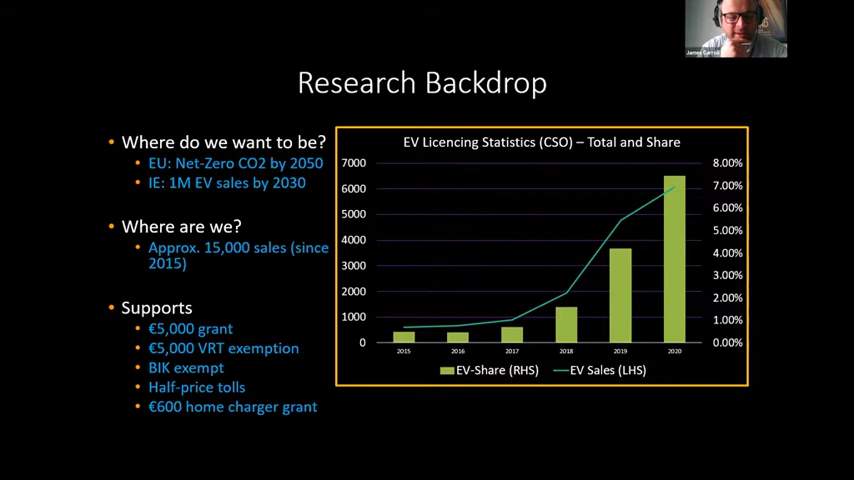 James Carroll
Research Backdrop
Where do we want to be?
EU: Net-Zero CO2 by 2050
IE: 1M EV sales by 2030
Where are we?
Approx. 15,000 sales (since
2015)
Supports
€5,000 grant
€5,000 VRT exemption
BIK exempt
Half-price tolls
€600 home charger grant
EV Licencing Statistics (CSO) – Total and Share
7000
6000
5000
4000
3000
2000
1000
0
8.00%
7.00%
6.00%
5.00%
4.00%
3.00%
2.00%
1.00%
0.00%
2015 2016 2017 2018 2019 2020
EV-Share (RHS) EV Sales (LHS)